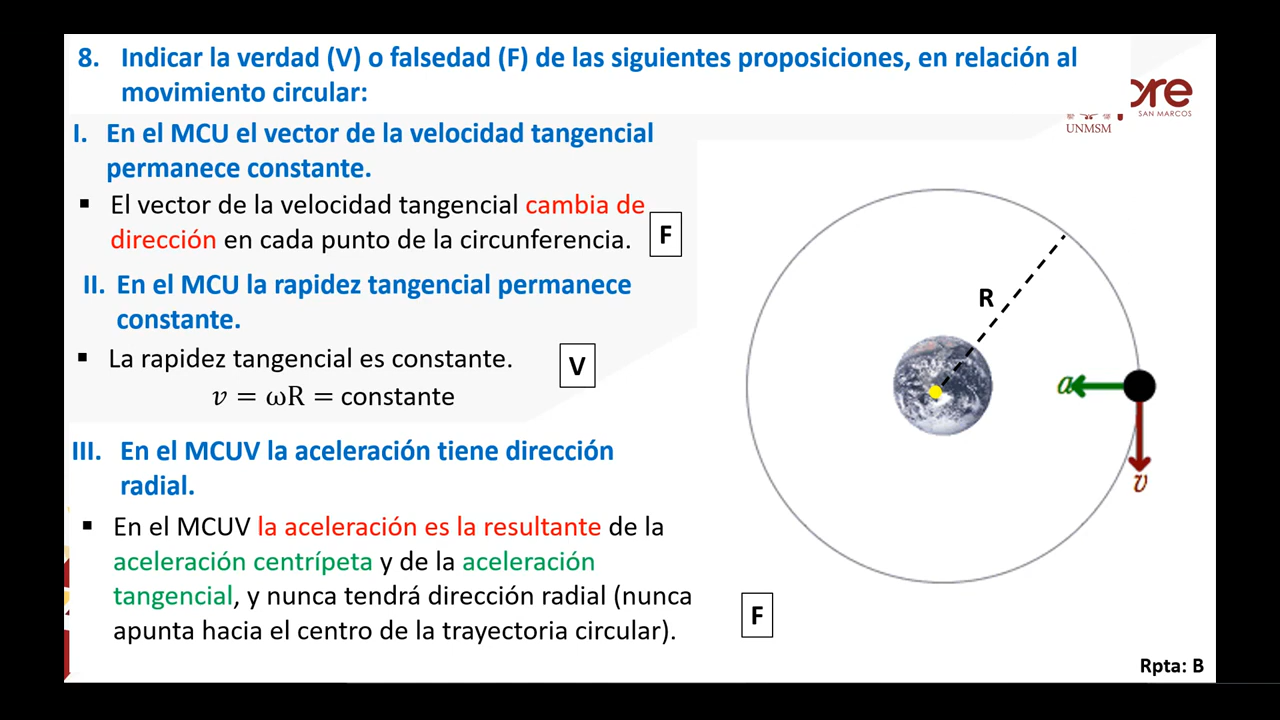 8. Indicar la verdad (V) o falsedad (F) de las siguientes proposiciones, en relación al
movimiento circular:
ore
SAN MARCOS
UNMSM
I. En el MCU el vector de la velocidad tangencial
permanece constante.
▪ El vector de la velocidad tangencial cambia de
dirección en cada punto de la circunferencia.
F
II. En el MCU la rapidez tangencial permanece
constante.
▪ La rapidez tangencial es constante.
V
v = ωR = constante
III. En el MCUV la aceleración tiene dirección
radial.
▪ En el MCUV la aceleración es la resultante de la
aceleración centrípeta y de la aceleración
tangencial, y nunca tendrá dirección radial (nunca
apunta hacia el centro de la trayectoria circular).
F
R
a
v
Rpta: B